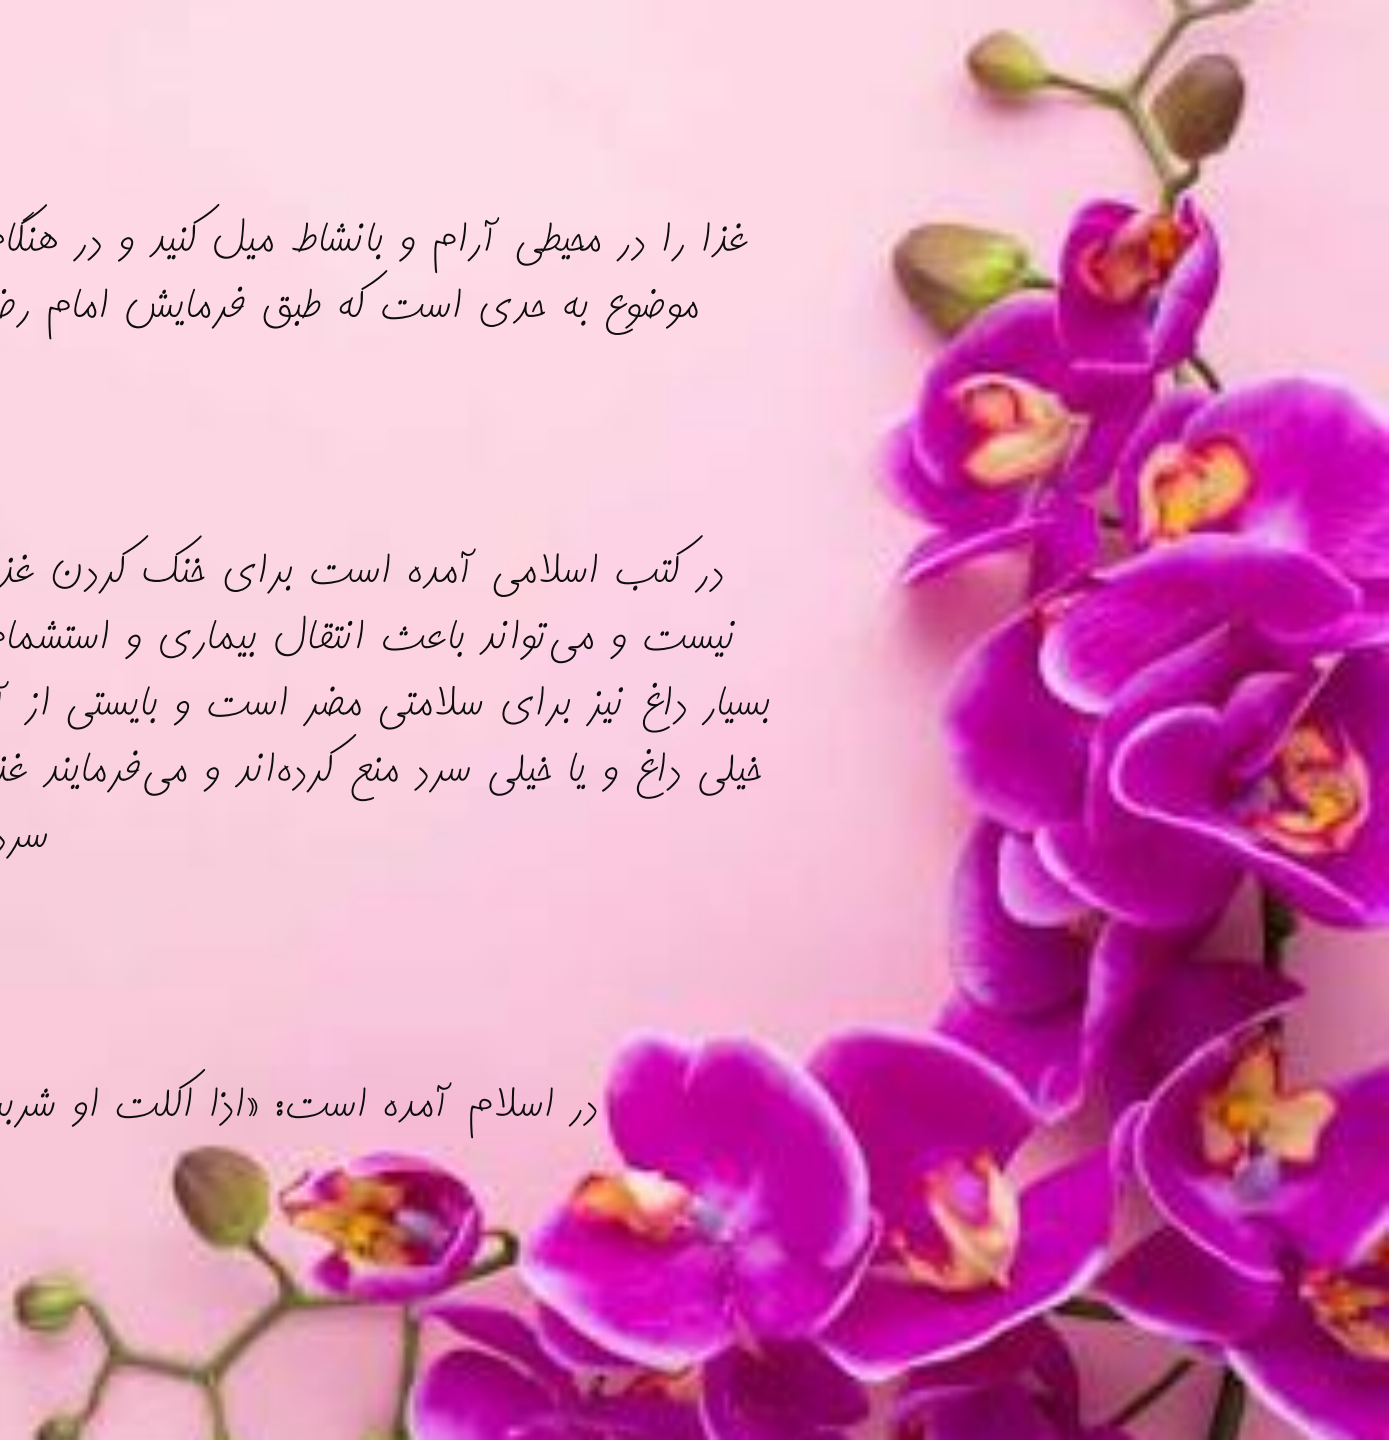 غذا را در محیطی آرام و بانشاط میل کنید و در
موضوع به حدی است که طبق فرمایش امام
در کتب اسلامی آمده است برای خنک کردن
نیست و می‌تواند باعث انتقال بیماری و
بسیار داغ نیز برای سلامتی مضر است و بایستی از
خیلی داغ و یا خیلی سرد منع کرده‌اند و می‌فرمایند
در اسلام آمده است: «اذا اکلت او